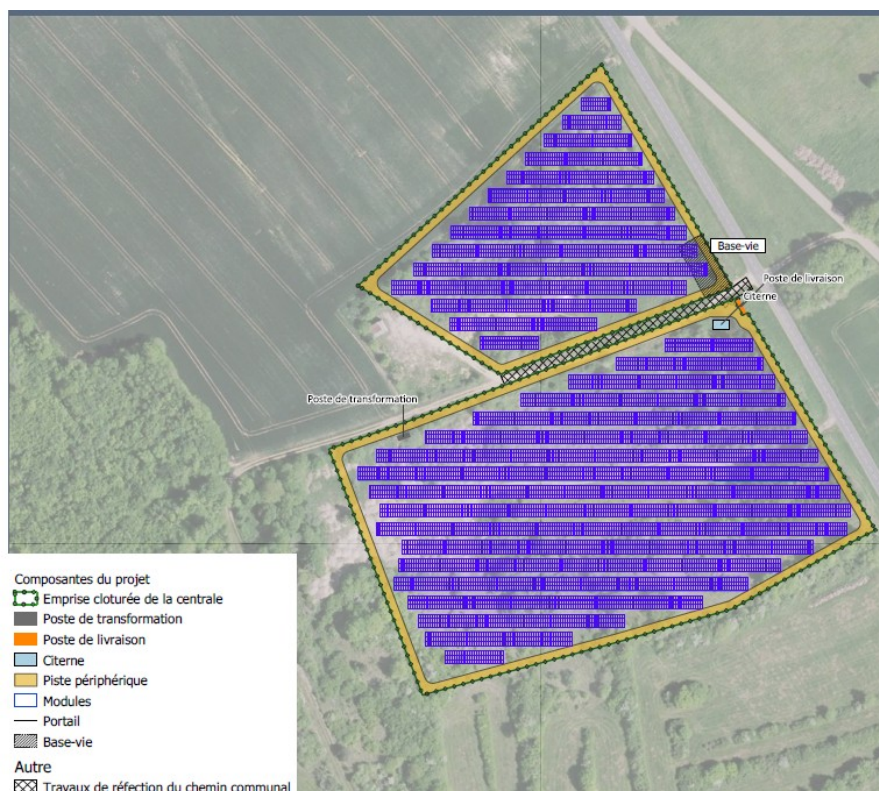 Base-vie
Poste de livraison
Citerne
Poste de transformation
Composantes du projet
Emprise cloturée de la centrale
Poste de transformation
Poste de livraison
Citerne
Piste périphérique
Modules
Portail
Base-vie
Autre
Travaux de réfection du chemin communal